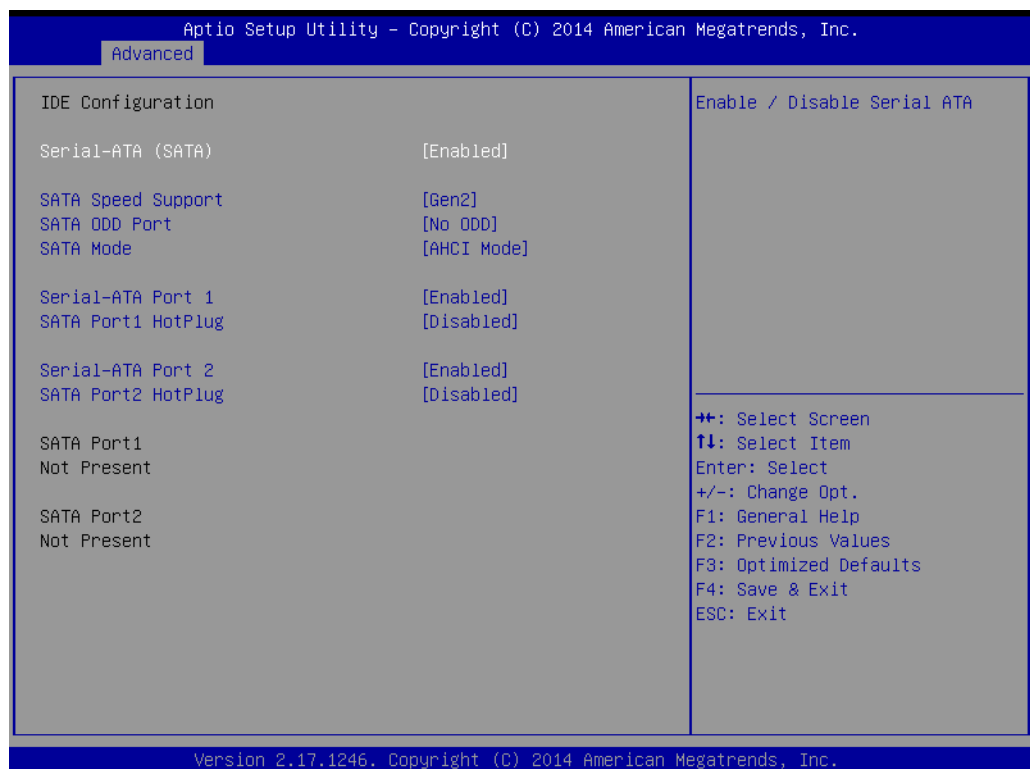 Aptio Setup Utility – Copyright (C) 2014 American Megatrends, Inc.
Advanced
IDE Configuration
Serial-ATA (SATA) [Enabled]
SATA Speed Support [Gen2]
SATA ODD Port [No ODD]
SATA Mode [AHCI Mode]
Serial-ATA Port 1 [Enabled]
SATA Port1 HotPlug [Disabled]
Serial-ATA Port 2 [Enabled]
SATA Port2 HotPlug [Disabled]
SATA Port1
Not Present
SATA Port2
Not Present
Enable / Disable Serial ATA
→←: Select Screen
↑↓: Select Item
Enter: Select
+/-: Change Opt.
F1: General Help
F2: Previous Values
F3: Optimized Defaults
F4: Save & Exit
ESC: Exit
Version 2.17.1246. Copyright (C) 2014 American Megatrends, Inc.